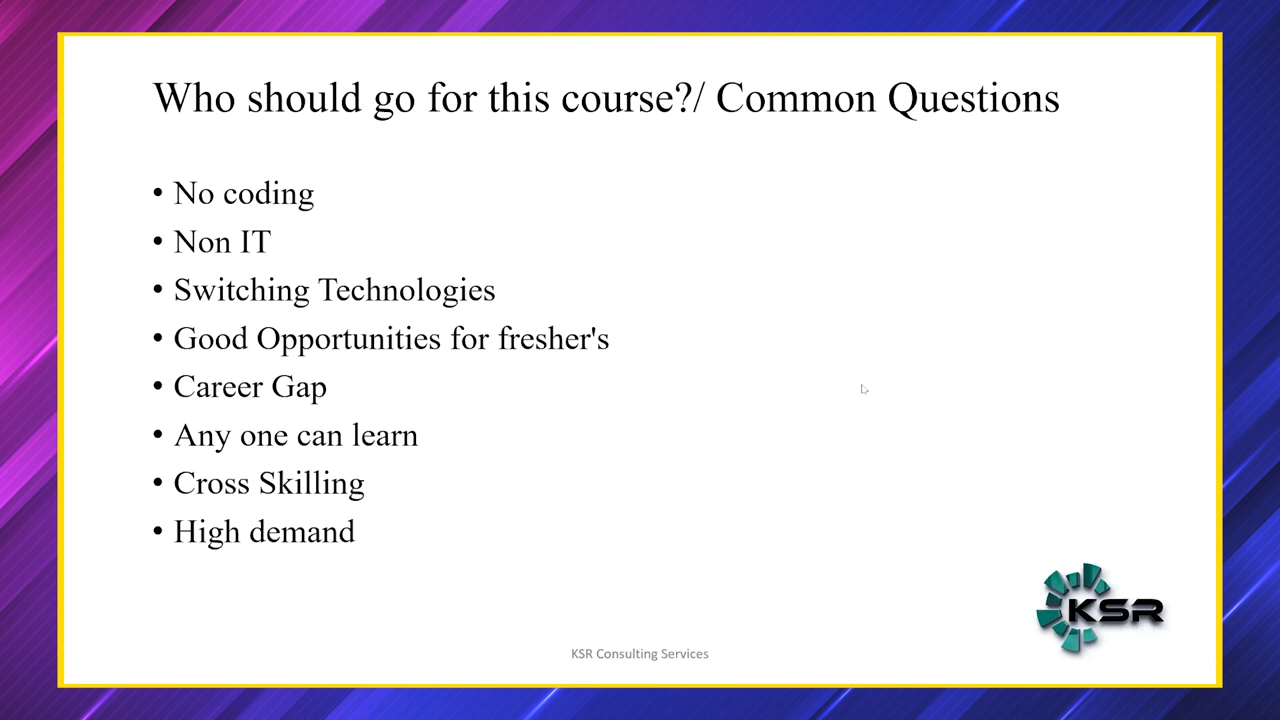 Who should go for this course?/ Common Questions
• No coding
• Non IT
• Switching Technologies
• Good Opportunities for fresher's
• Career Gap
• Any one can learn
• Cross Skilling
• High demand
KSR
KSR Consulting Services